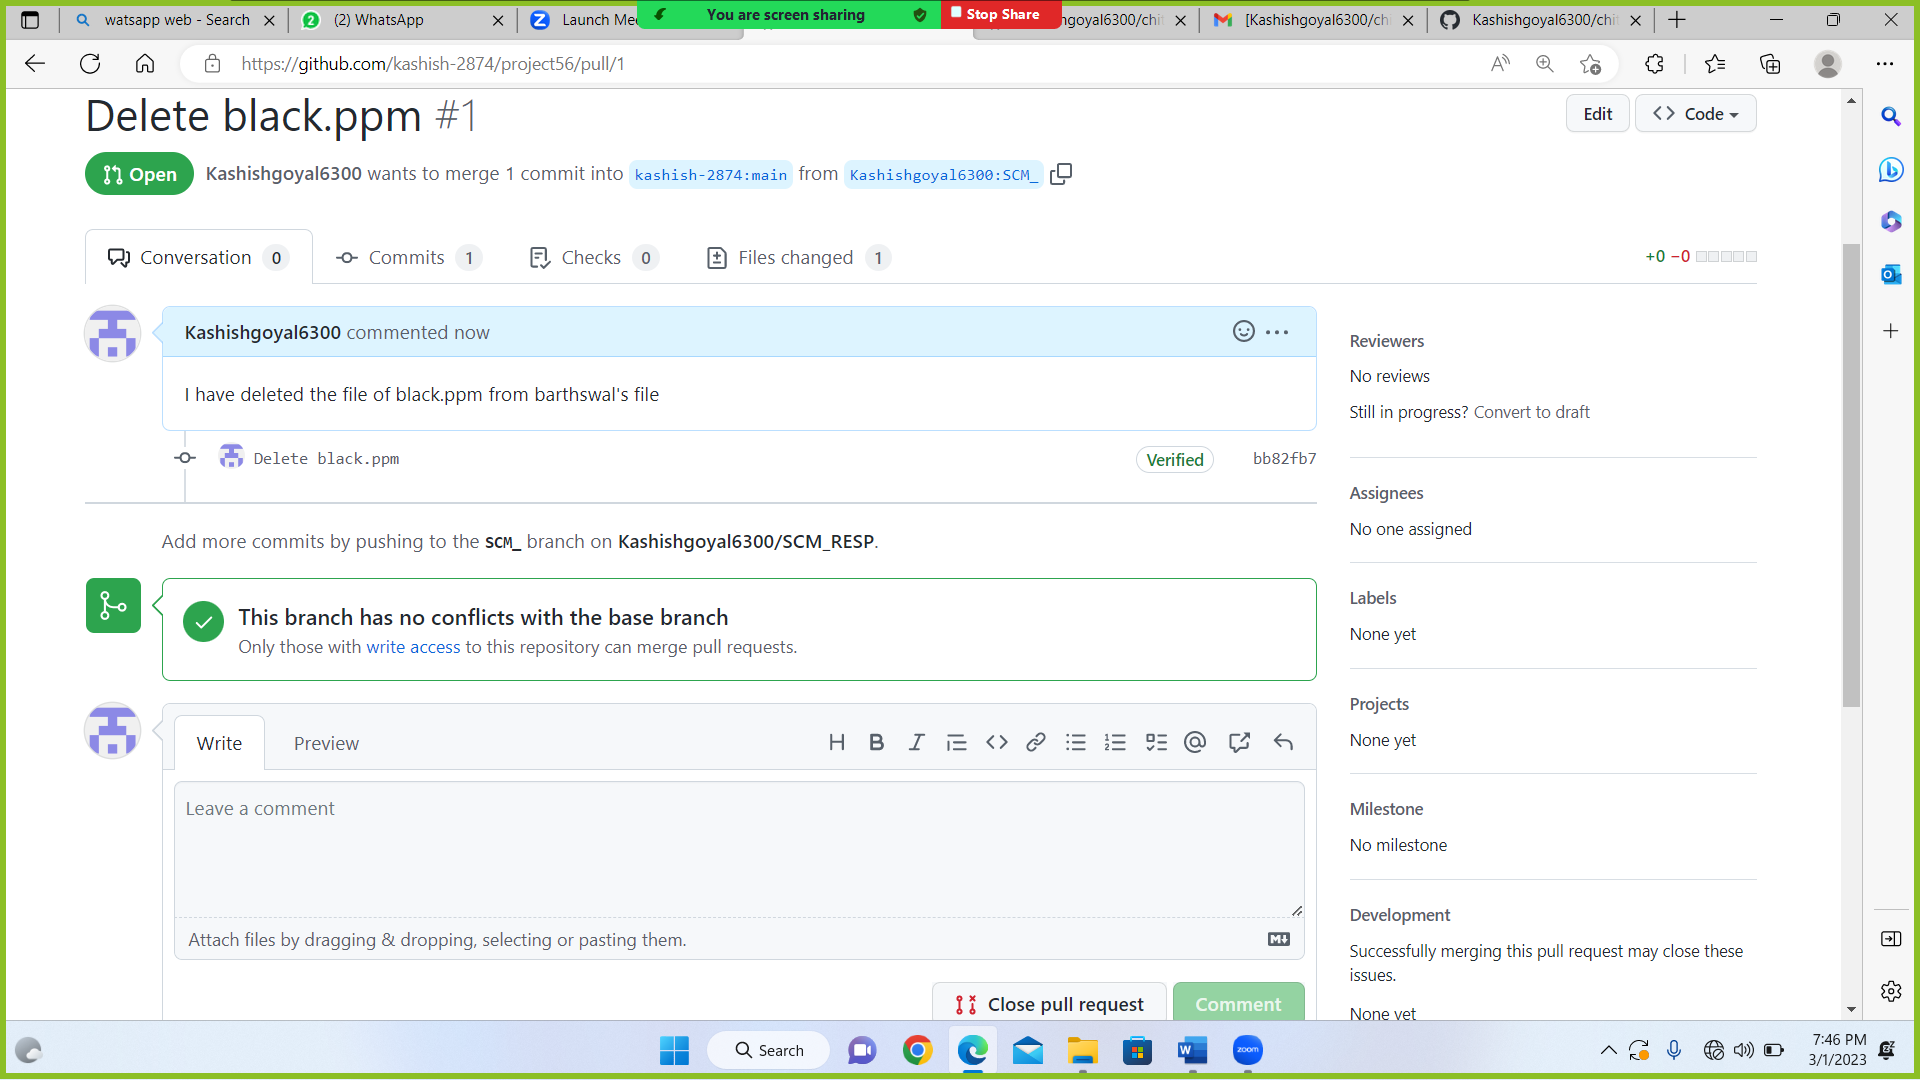 watsapp web - Search
(2) WhatsApp
Launch Me
You are screen sharing
Stop Share
goyal6300/chit
[Kashishgoyal6300/chi
Kashishgoyal6300/chit
https://github.com/kashish-2874/project56/pull/1
Delete black.ppm #1
Edit
Code
Open
Kashishgoyal6300 wants to merge 1 commit into kashish-2874:main from Kashishgoyal6300:SCM_
Conversation 0
Commits 1
Checks 0
Files changed 1
+0 −0
Kashishgoyal6300 commented now
I have deleted the file of black.ppm from barthswal's file
Delete black.ppm
Verified
bb82fb7
Add more commits by pushing to the SCM_ branch on Kashishgoyal6300/SCM_RESP.
This branch has no conflicts with the base branch
Only those with write access to this repository can merge pull requests.
Write
Preview
Leave a comment
Attach files by dragging & dropping, selecting or pasting them.
Close pull request
Comment
Reviewers
No reviews
Still in progress? Convert to draft
Assignees
No one assigned
Labels
None yet
Projects
None yet
Milestone
No milestone
Development
Successfully merging this pull request may close these
issues.
None yet
Search
zoom
7:46 PM
3/1/2023